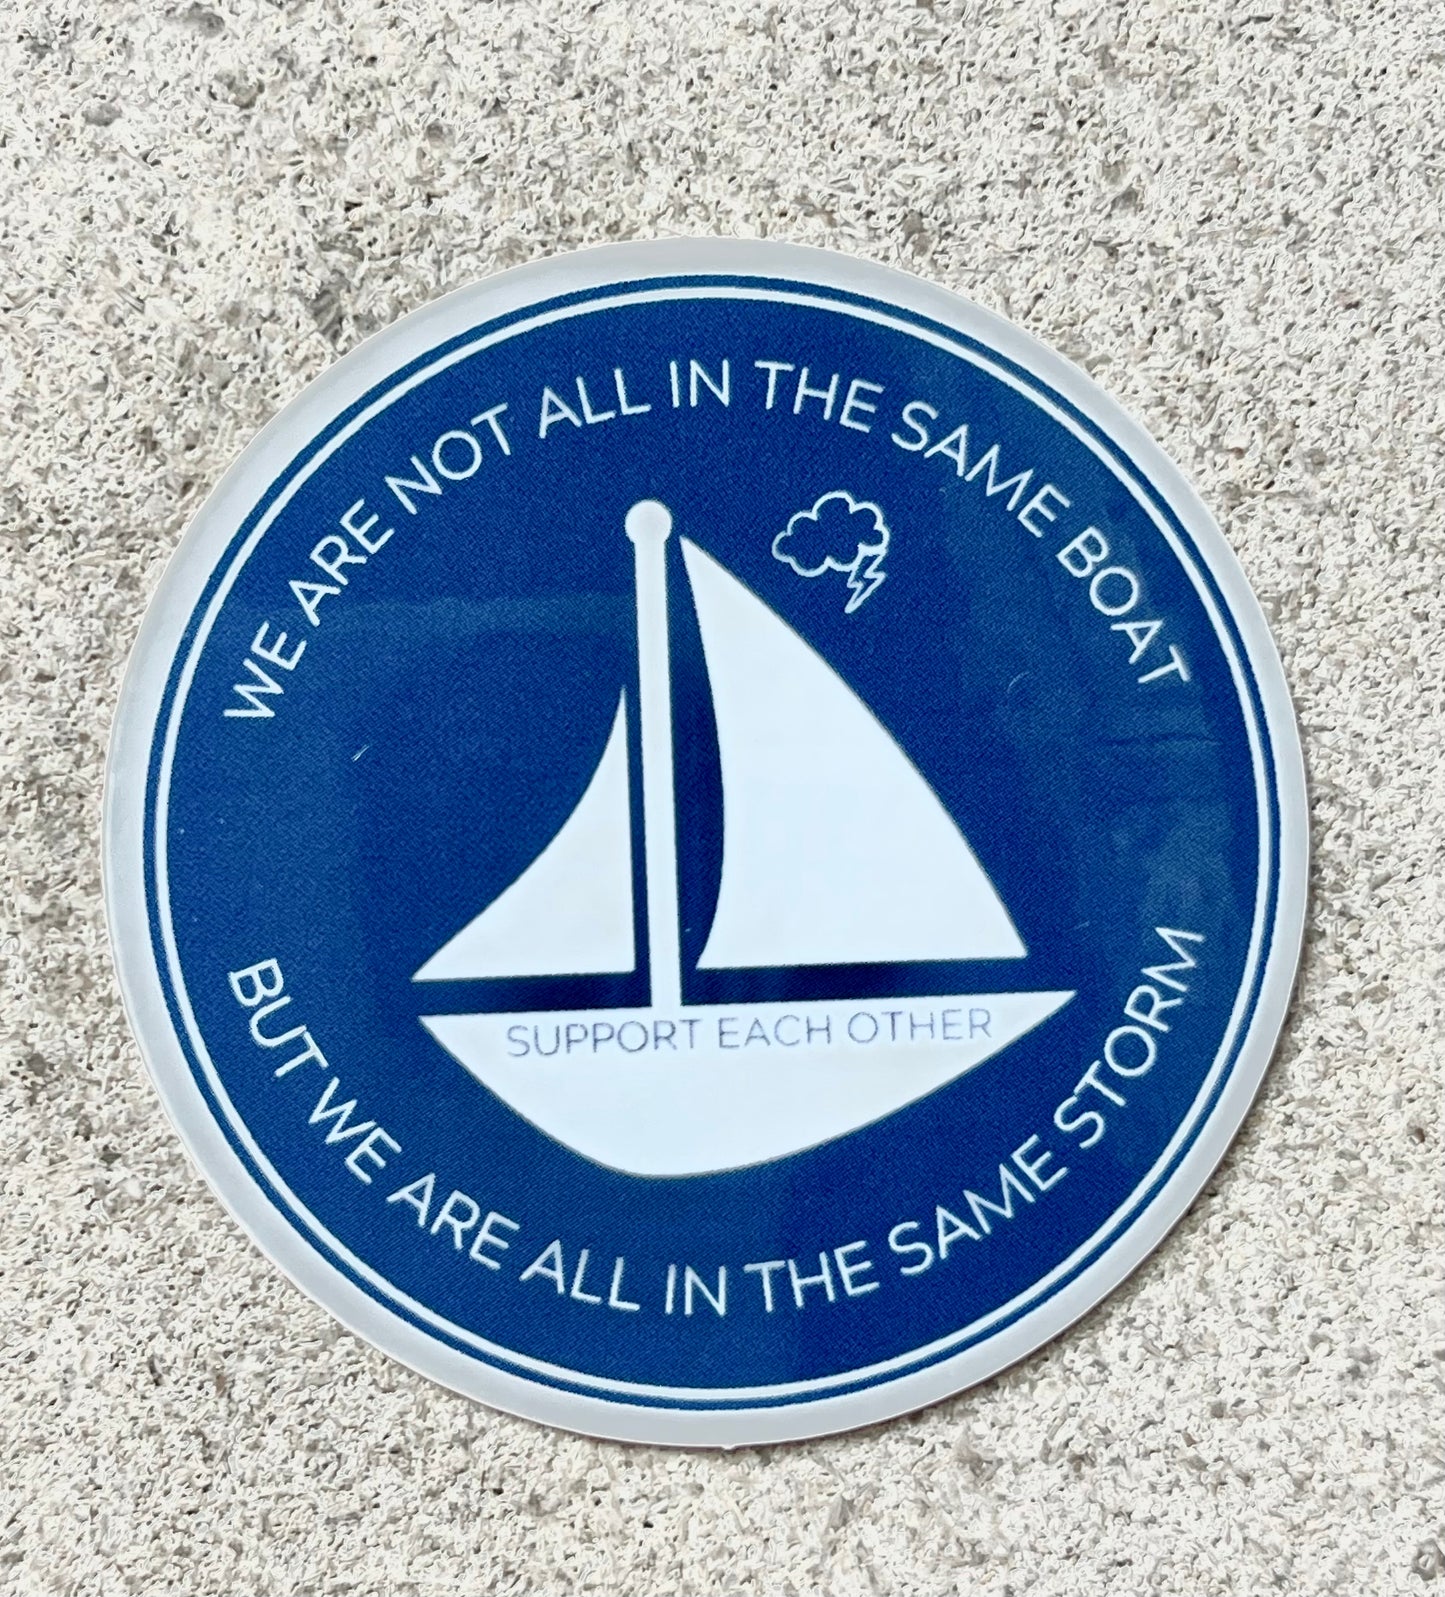 WE ARE NOT ALL IN THE SAME BOAT
SUPPORT EACH OTHER
BUT WE ARE ALL IN THE SAME STORM